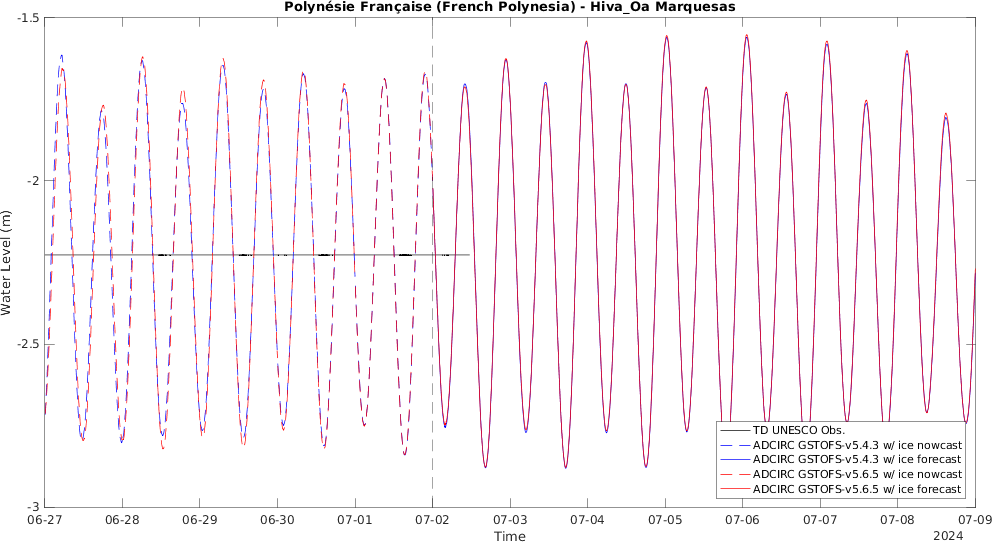 Polynésie Française (French Polynesia) - Hiva_Oa Marquesas
-1.5
-2
-2.5
-3
Water Level (m)
TD UNESCO Obs.
ADCIRC GSTOFS-v5.4.3 w/ ice nowcast
ADCIRC GSTOFS-v5.4.3 w/ ice forecast
ADCIRC GSTOFS-v5.6.5 w/ ice nowcast
ADCIRC GSTOFS-v5.6.5 w/ ice forecast
06-27 06-28 06-29 06-30 07-01 07-02 07-03 07-04 07-05 07-06 07-07 07-08 07-09
Time
2024